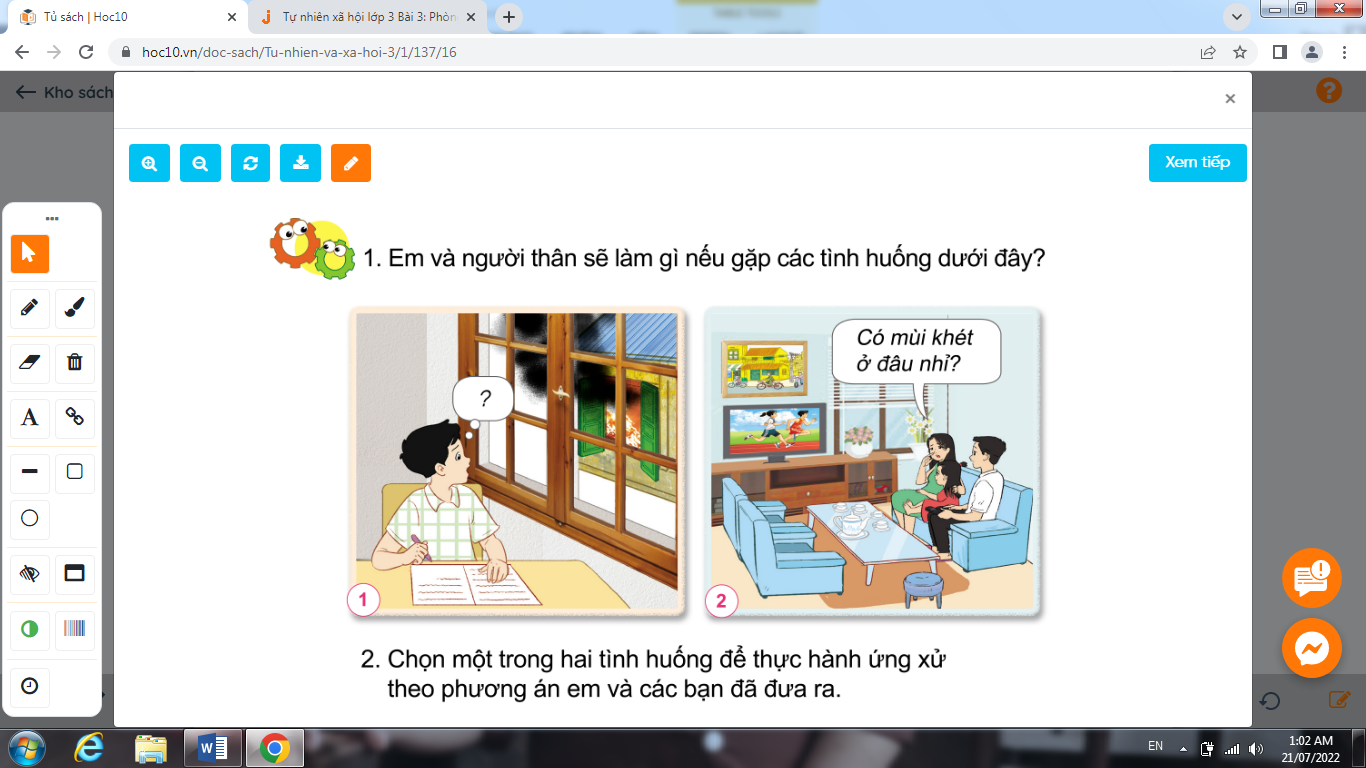 Tủ sách | Hoc10
Tự nhiên xã hội lớp 3 Bài 3: Phòn
hoc10.vn/doc-sach/Tu-nhien-va-xa-hoi-3/1/137/16
Kho sách
Xem tiếp
1. Em và người thân sẽ làm gì nếu gặp các tình huống dưới đây?
?
Có mùi khét
ở đâu nhỉ?
1
2
2. Chọn một trong hai tình huống để thực hành ứng xử
theo phương án em và các bạn đã đưa ra.
EN
1:02 AM
21/07/2022